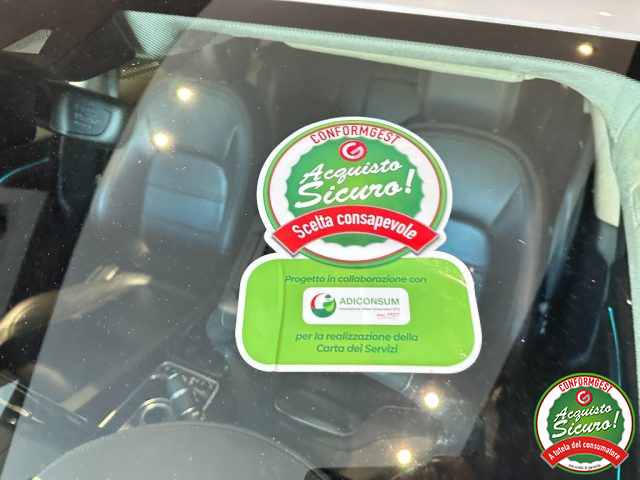 CONFORMGEST
Acquisto
Sicuro!
Scelta consapevole
Progetto in collaborazione con
ADICONSUM
per la realizzazione della
Carta dei Servizi
CONFORMGEST
Acquisto
Sicuro!
A tutela del consumatore